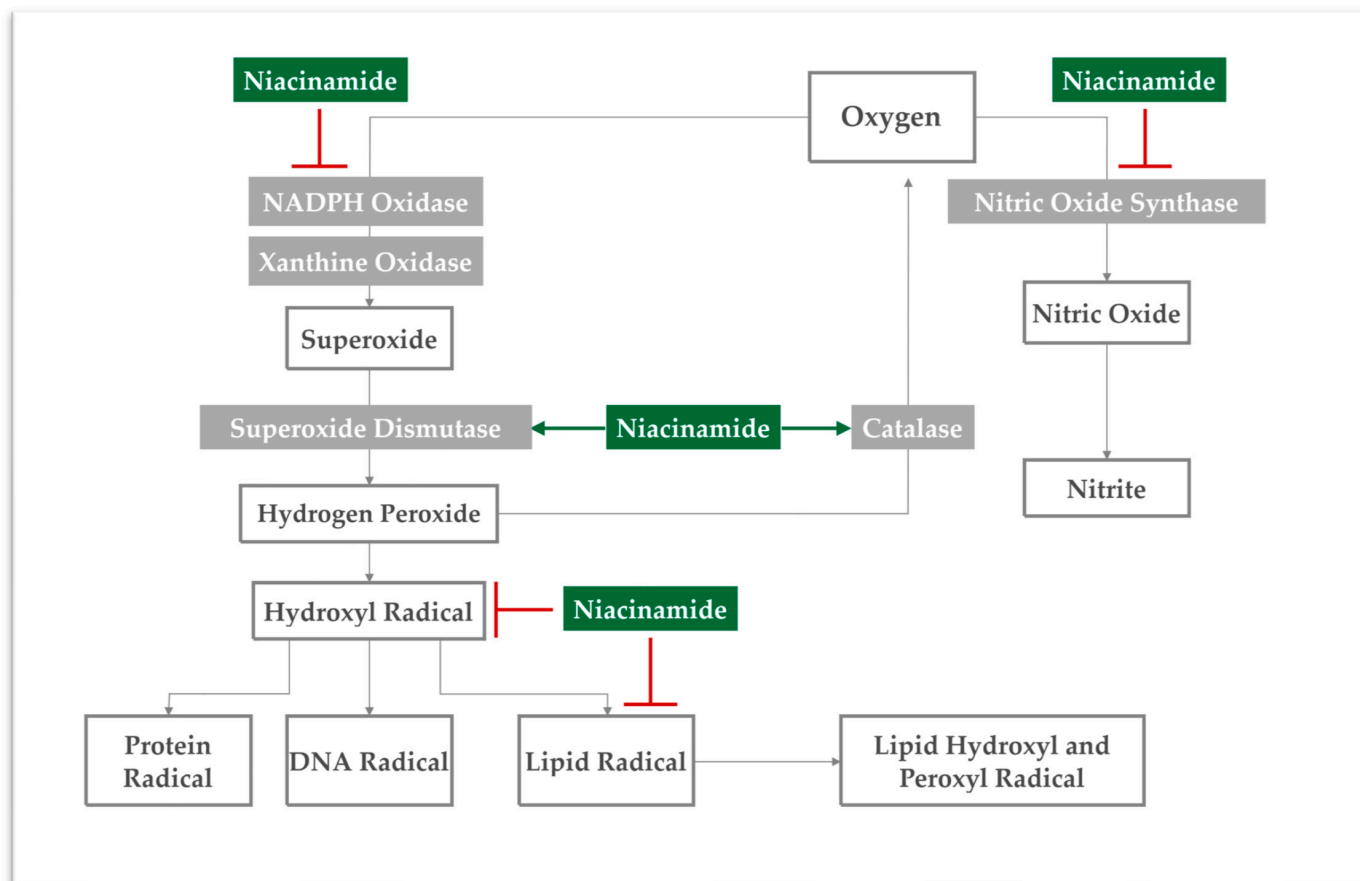 Niacinamide
Oxygen
Niacinamide
NADPH Oxidase
Nitric Oxide Synthase
Xanthine Oxidase
Superoxide
Nitric Oxide
Superoxide Dismutase
Niacinamide
Catalase
Hydrogen Peroxide
Nitrite
Hydroxyl Radical
Niacinamide
Protein
Radical
DNA Radical
Lipid Radical
Lipid Hydroxyl and
Peroxyl Radical